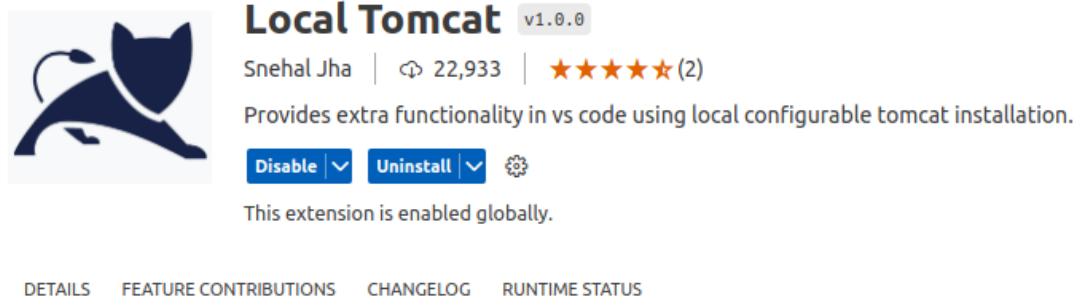 Local Tomcat v1.0.0
Snehal Jha 22,933 (2)
Provides extra functionality in vs code using local configurable tomcat installation.
Disable Uninstall
This extension is enabled globally.
DETAILS FEATURE CONTRIBUTIONS CHANGELOG RUNTIME STATUS